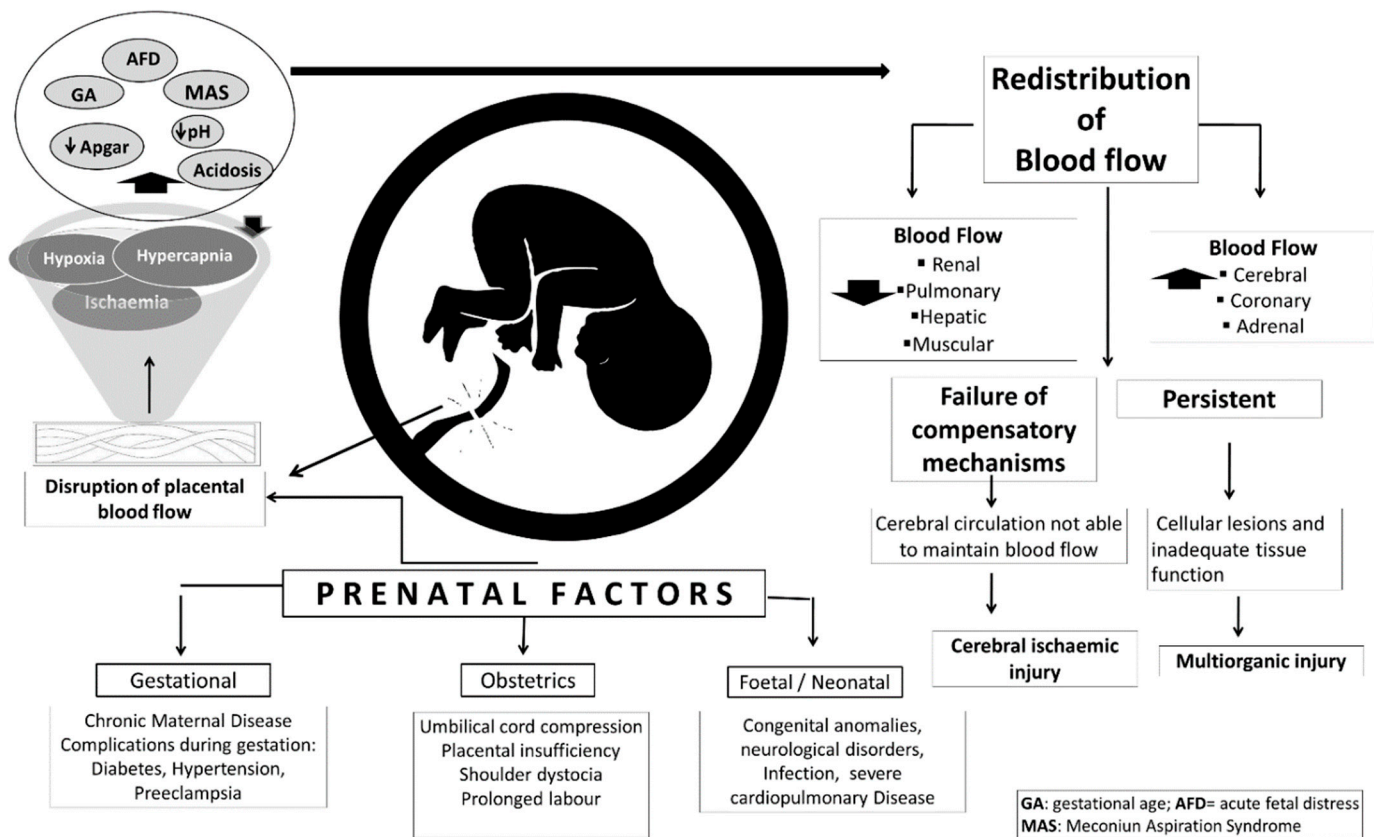 AFD
GA
MAS
↓pH
↓ Apgar
Acidosis
Hypoxia
Hypercapnia
Ischaemia
Disruption of placental
blood flow
Redistribution
of
Blood flow
Blood Flow
▪ Renal
▪Pulmonary
▪Hepatic
▪Muscular
Blood Flow
▪ Cerebral
▪ Coronary
▪ Adrenal
Failure of
compensatory
mechanisms
Cerebral circulation not able
to maintain blood flow
Cerebral ischaemic
injury
Persistent
Cellular lesions and
inadequate tissue
function
Multiorganic injury
PRENATAL FACTORS
Gestational
Chronic Maternal Disease
Complications during gestation:
Diabetes, Hypertension,
Preeclampsia
Obstetrics
Umbilical cord compression
Placental insufficiency
Shoulder dystocia
Prolonged labour
Foetal / Neonatal
Congenital anomalies,
neurological disorders,
Infection, severe
cardiopulmonary Disease
GA: gestational age; AFD= acute fetal distress
MAS: Meconiun Aspiration Syndrome